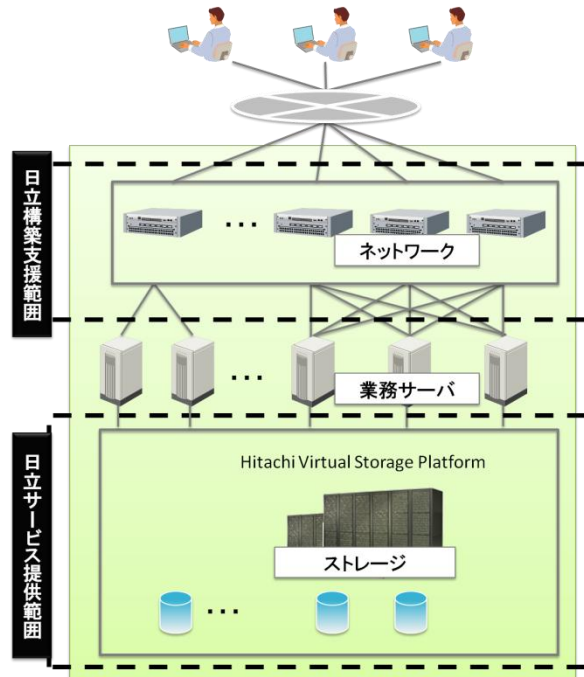 日立構築支援範囲
ネットワーク
業務サーバ
日立サービス提供範囲
Hitachi Virtual Storage Platform
ストレージ